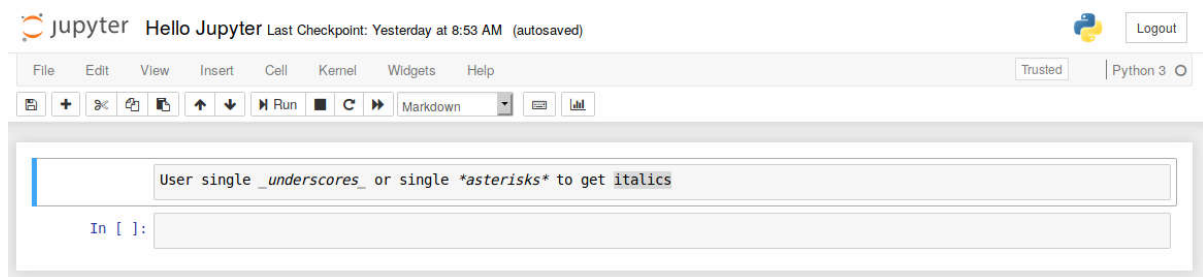 jupyter Hello Jupyter Last Checkpoint: Yesterday at 8:53 AM (autosaved) Logout
File Edit View Insert Cell Kernel Widgets Help Trusted Python 3
Run Markdown
User single _underscores_ or single *asterisks* to get italics
In [ ]: